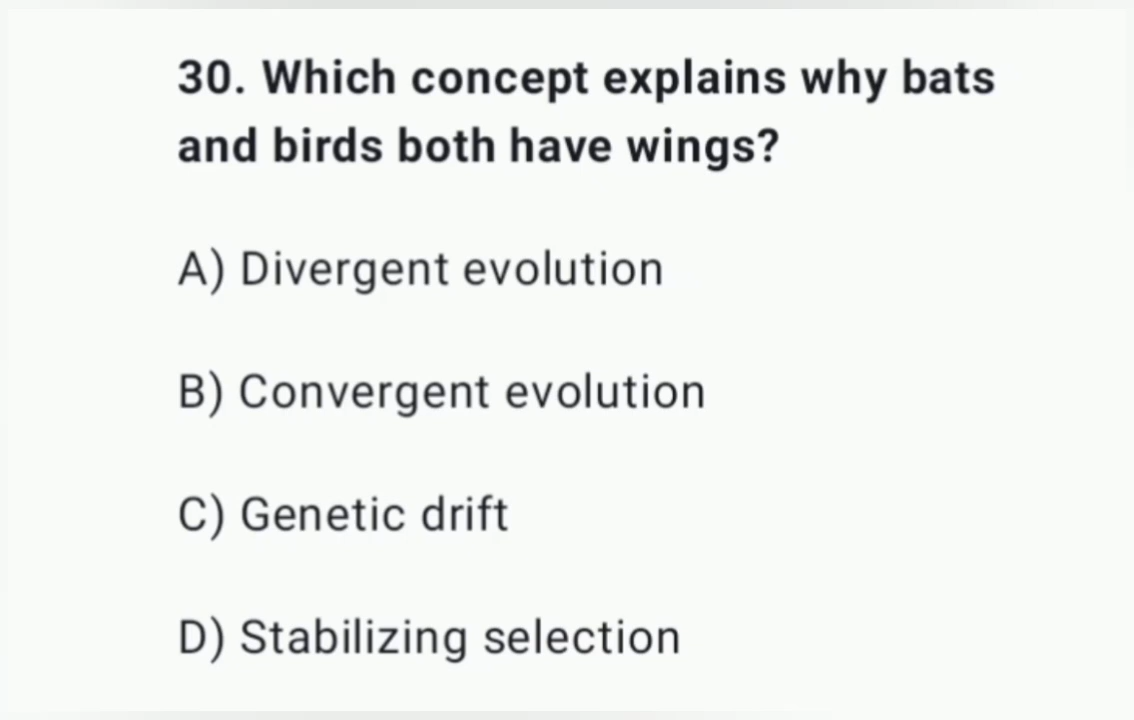 30. Which concept explains why bats
and birds both have wings?
A) Divergent evolution
B) Convergent evolution
C) Genetic drift
D) Stabilizing selection